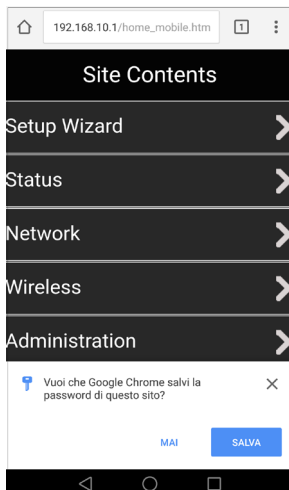 192.168.10.1/home_mobile.htm
1
Site Contents
Setup Wizard
Status
Network
Wireless
Administration
Vuoi che Google Chrome salvi la
password di questo sito?
MAI SALVA